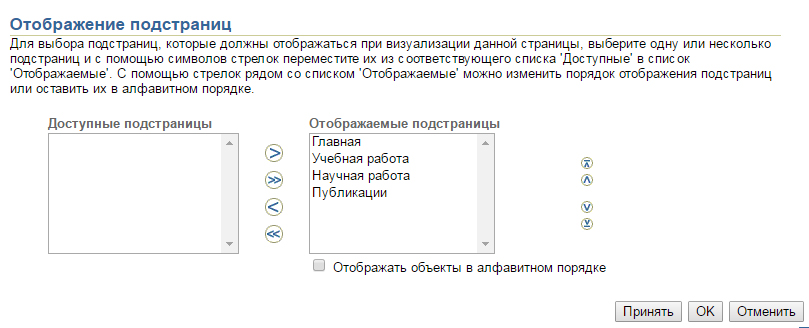 Отображение подстраниц
Для выбора подстраниц, которые должны отображаться при визуализации данной страницы, выберите одну или несколько
подстраниц и с помощью символов стрелок переместите их из соответствующего списка 'Доступные' в список
'Отображаемые'. С помощью стрелок рядом со списком 'Отображаемые' можно изменить порядок отображения подстраниц
или оставить их в алфавитном порядке.
Доступные подстраницы
Отображаемые подстраницы
Главная
Учебная работа
Научная работа
Публикации
Отображать объекты в алфавитном порядке
Принять
OK
Отменить